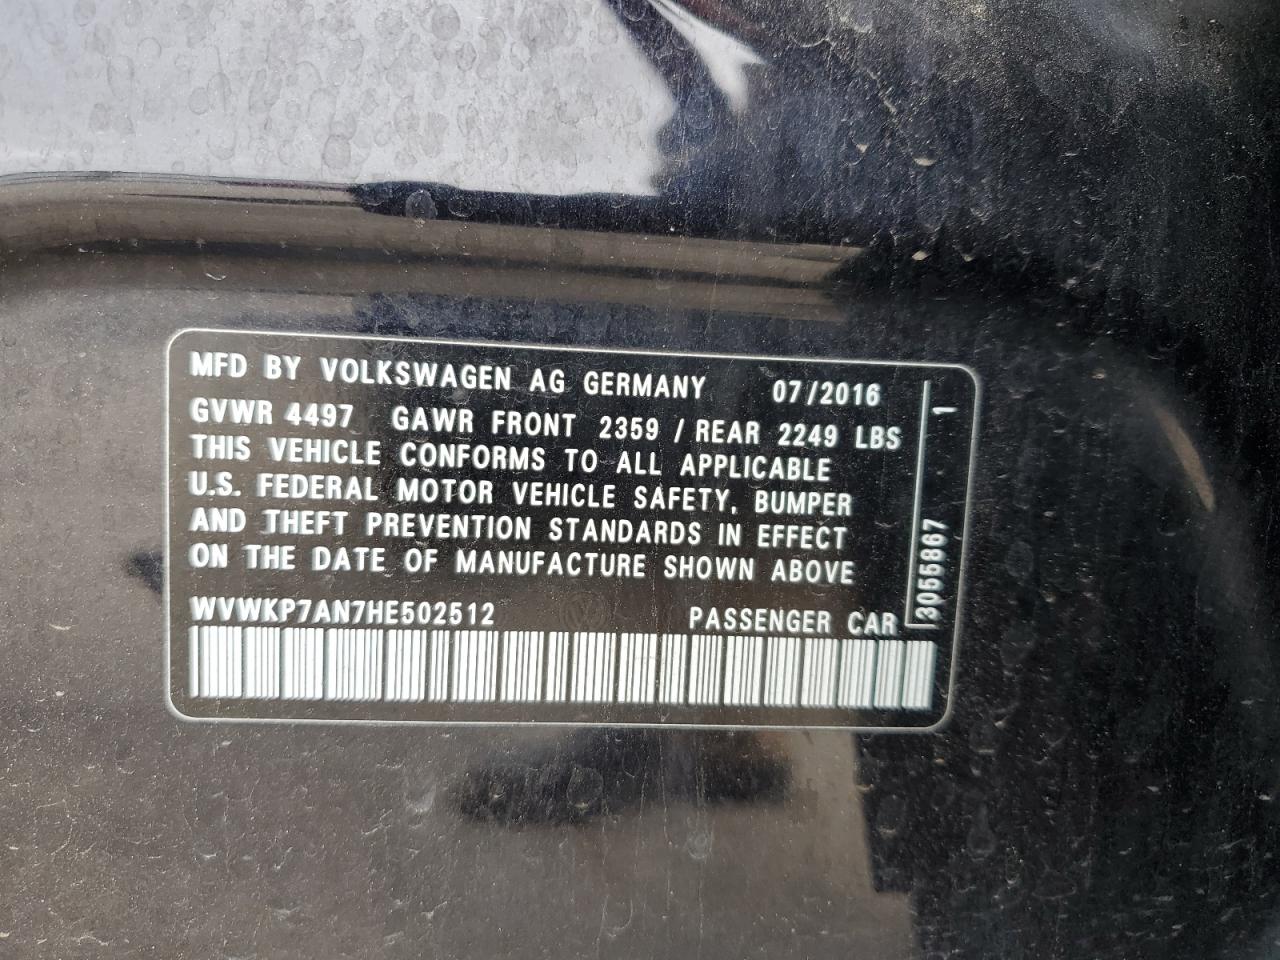 MFD BY VOLKSWAGEN AG GERMANY 07/2016
GVWR 4497 GAWR FRONT 2359 / REAR 2249 LBS
THIS VEHICLE CONFORMS TO ALL APPLICABLE
U.S. FEDERAL MOTOR VEHICLE SAFETY, BUMPER
AND THEFT PREVENTION STANDARDS IN EFFECT
ON THE DATE OF MANUFACTURE SHOWN ABOVE
WVWKP7AN7HE502512 PASSENGER CAR
3055867 1